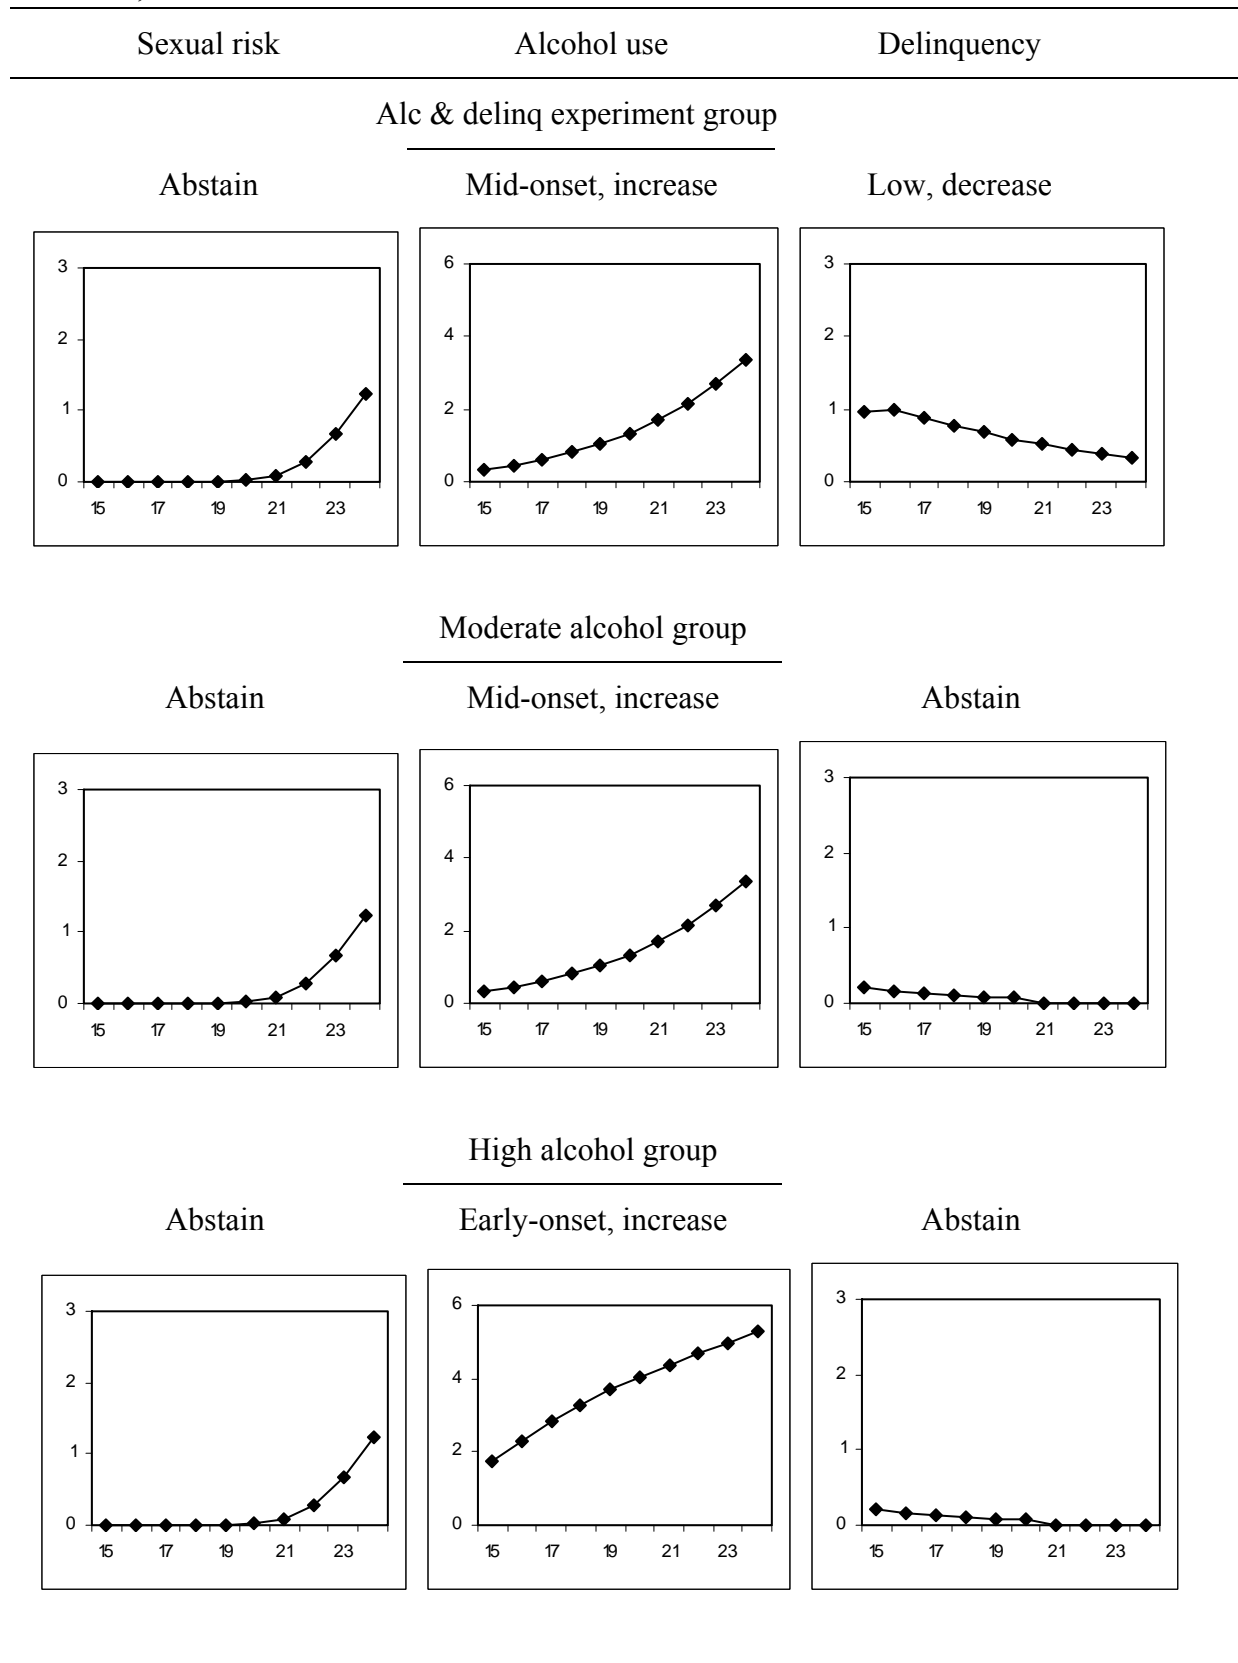 Sexual risk Alcohol use Delinquency
Alc & delinq experiment group
Abstain Mid-onset, increase Low, decrease
3 6 3
2 4 2
1 2 1
0 0 0
15 17 19 21 23 15 17 19 21 23 15 17 19 21 23
Moderate alcohol group
Abstain Mid-onset, increase Abstain
3 6 3
2 4 2
1 2 1
0 0 0
15 17 19 21 23 15 17 19 21 23 15 17 19 21 23
High alcohol group
Abstain Early-onset, increase Abstain
3 6 3
2 4 2
1 2 1
0 0 0
15 17 19 21 23 15 17 19 21 23 15 17 19 21 23